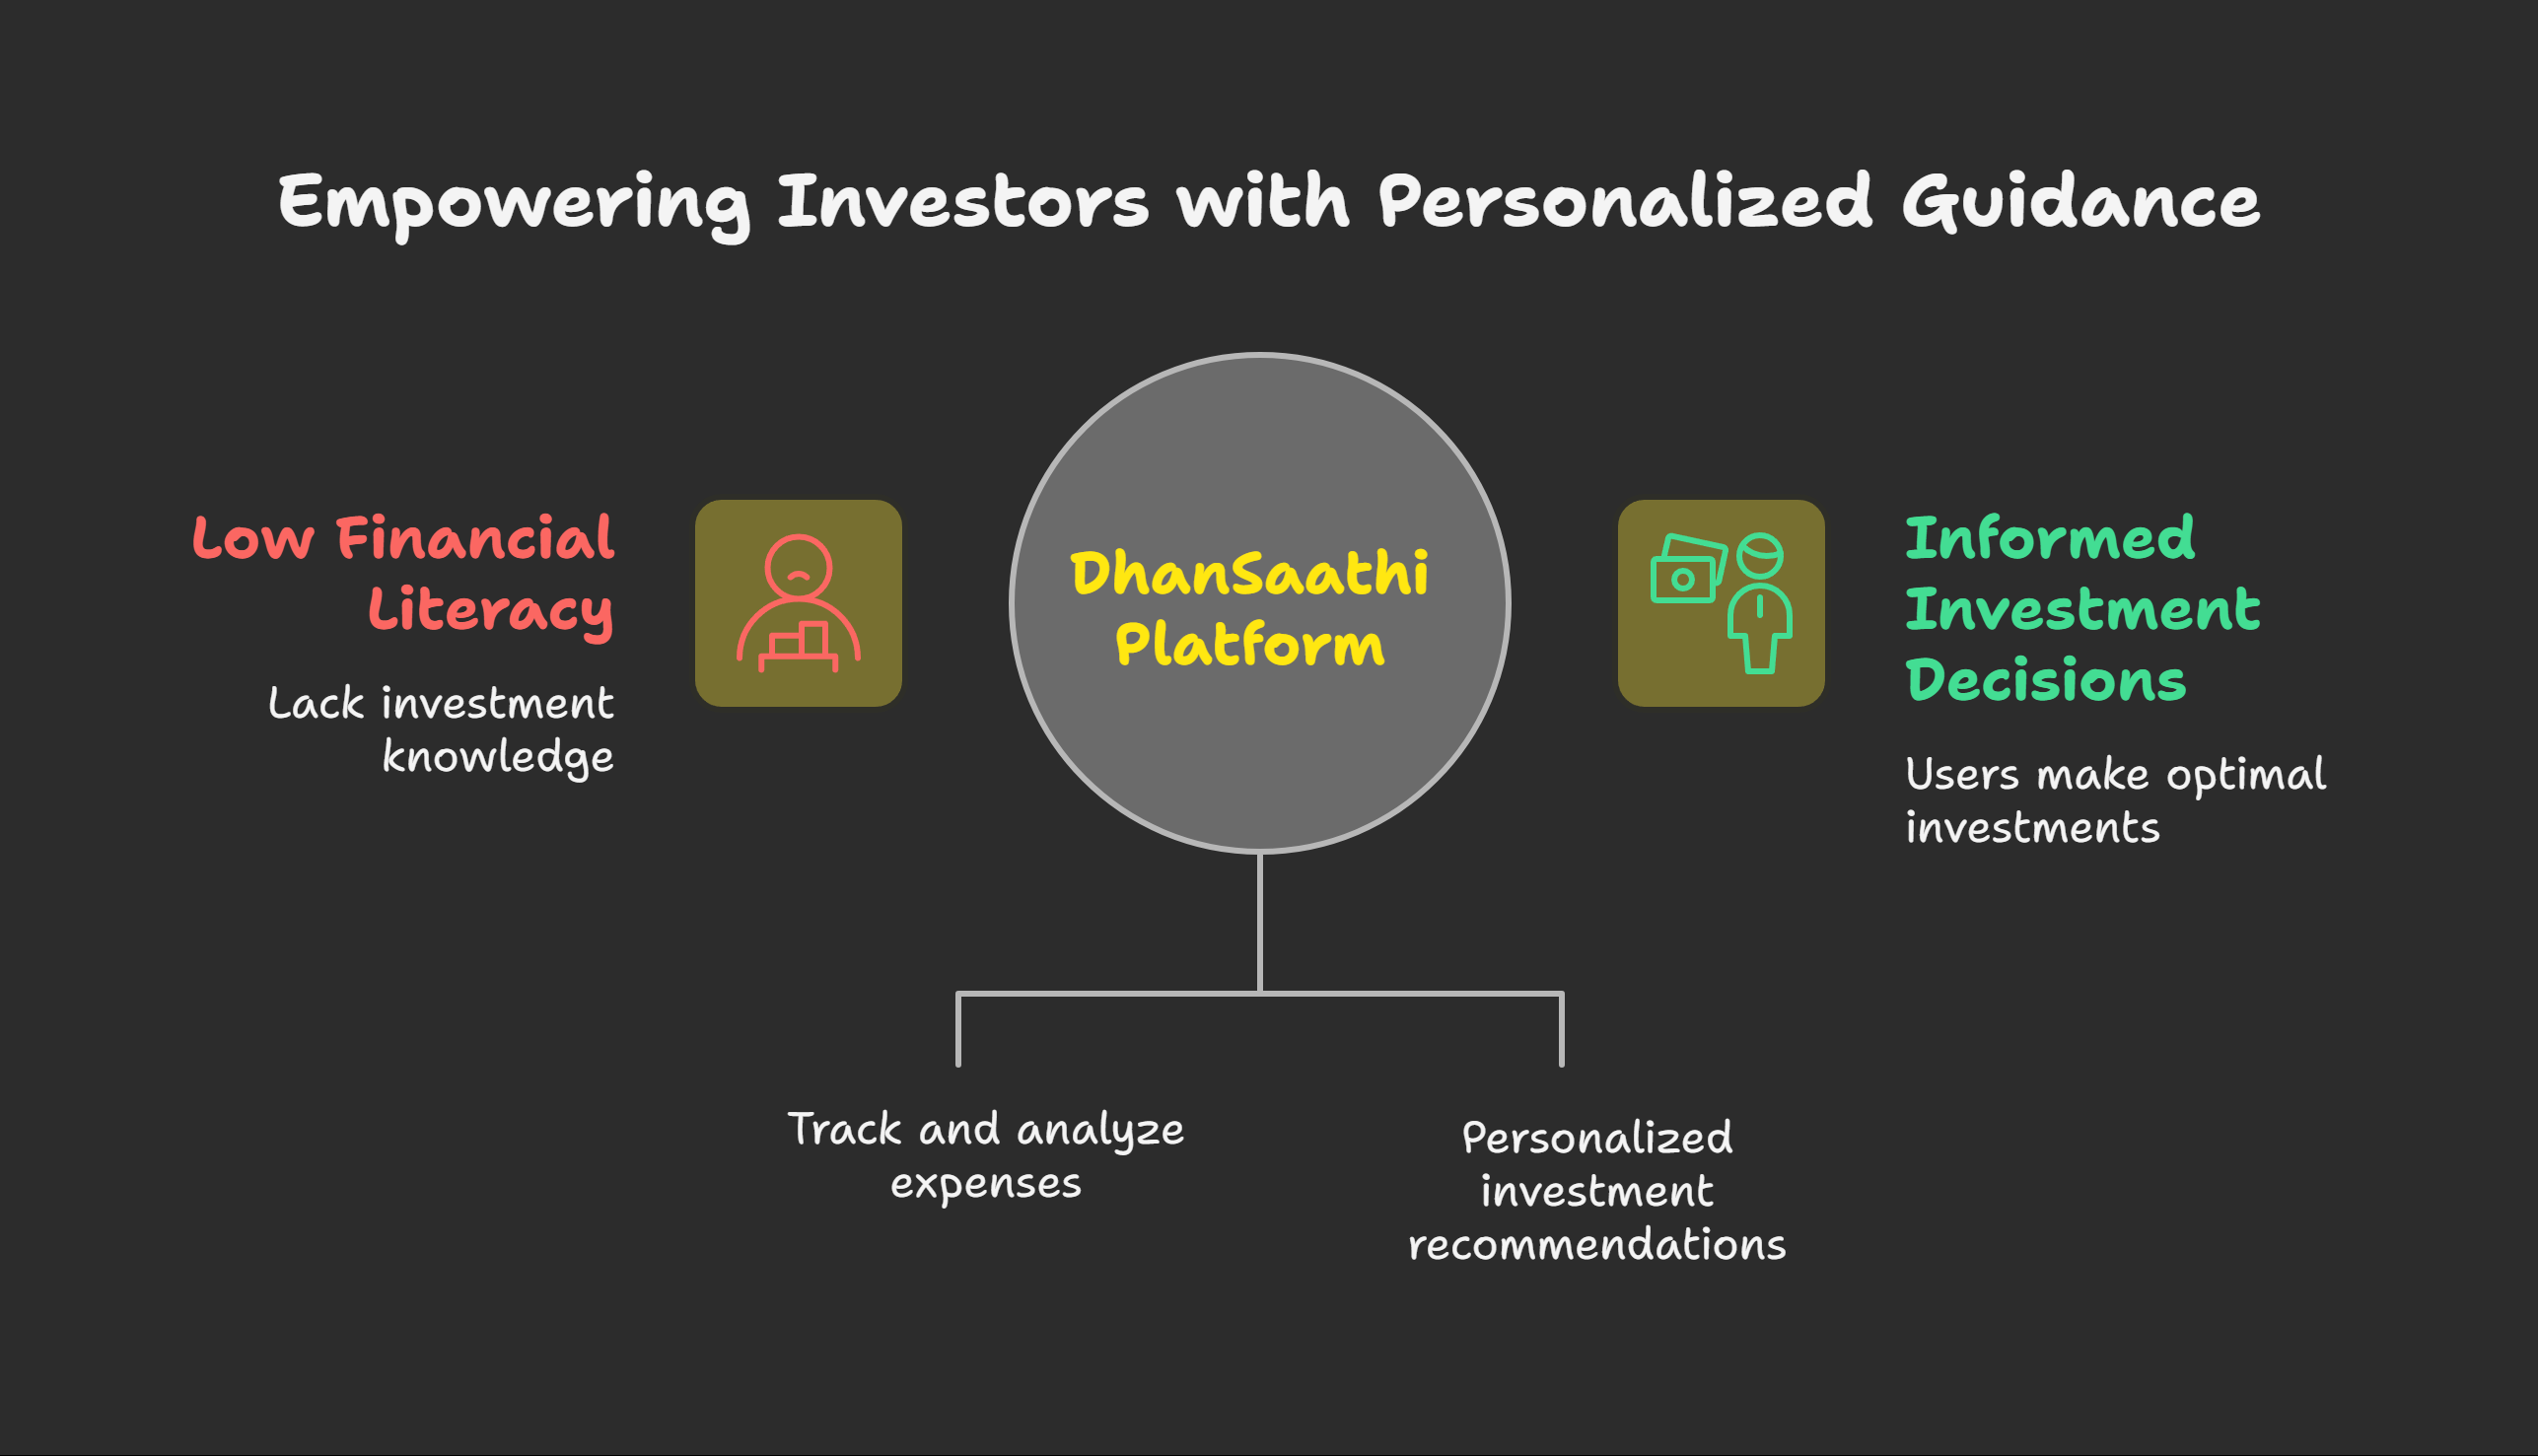 Empowering Investors with Personalized Guidance
Low Financial
Literacy
Lack investment
knowledge
DhanSaathi
Platform
Informed
Investment
Decisions
Users make optimal
investments
Track and analyze
expenses
Personalized
investment
recommendations